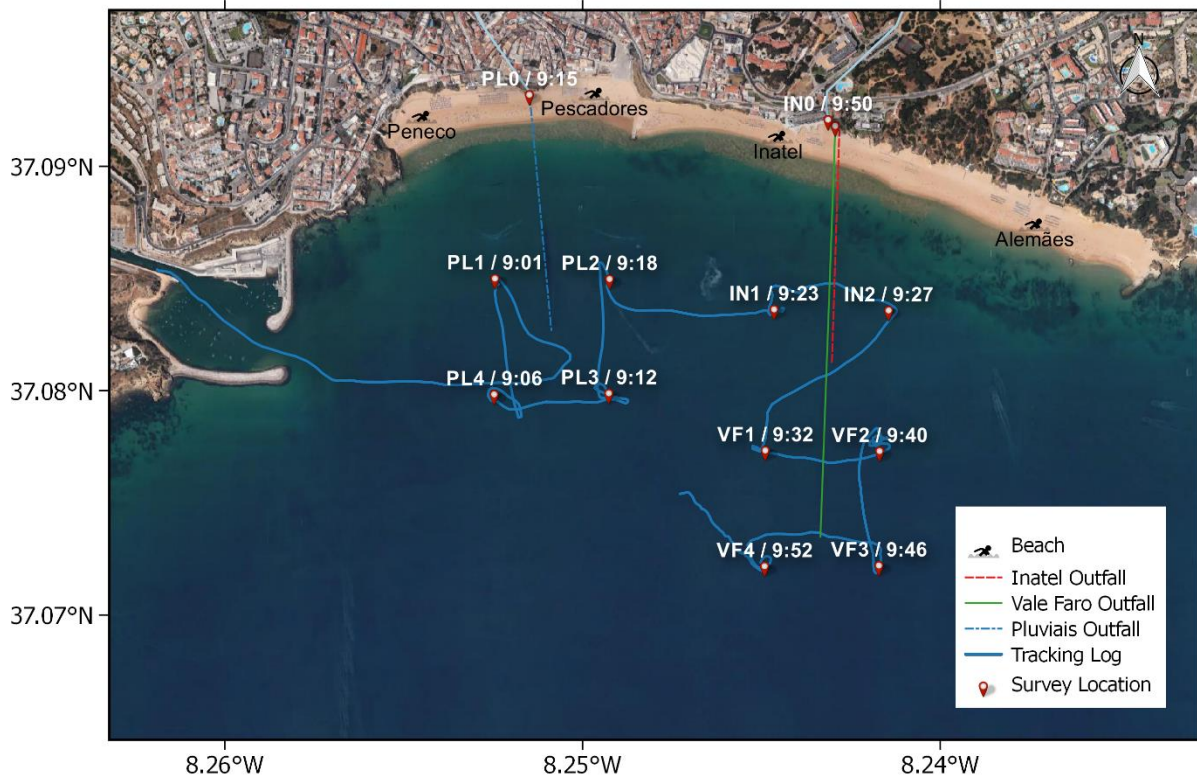 N
PL0 / 9:15
Pescadores
Peneco
IN0 / 9:50
Inatel
Alemães
37.09°N
PL1 / 9:01
PL2 / 9:18
IN1 / 9:23
IN2 / 9:27
37.08°N
PL4 / 9:06
PL3 / 9:12
VF1 / 9:32
VF2 / 9:40
VF4 / 9:52
VF3 / 9:46
37.07°N
Beach
Inatel Outfall
Vale Faro Outfall
Pluviais Outfall
Tracking Log
Survey Location
8.26°W
8.25°W
8.24°W